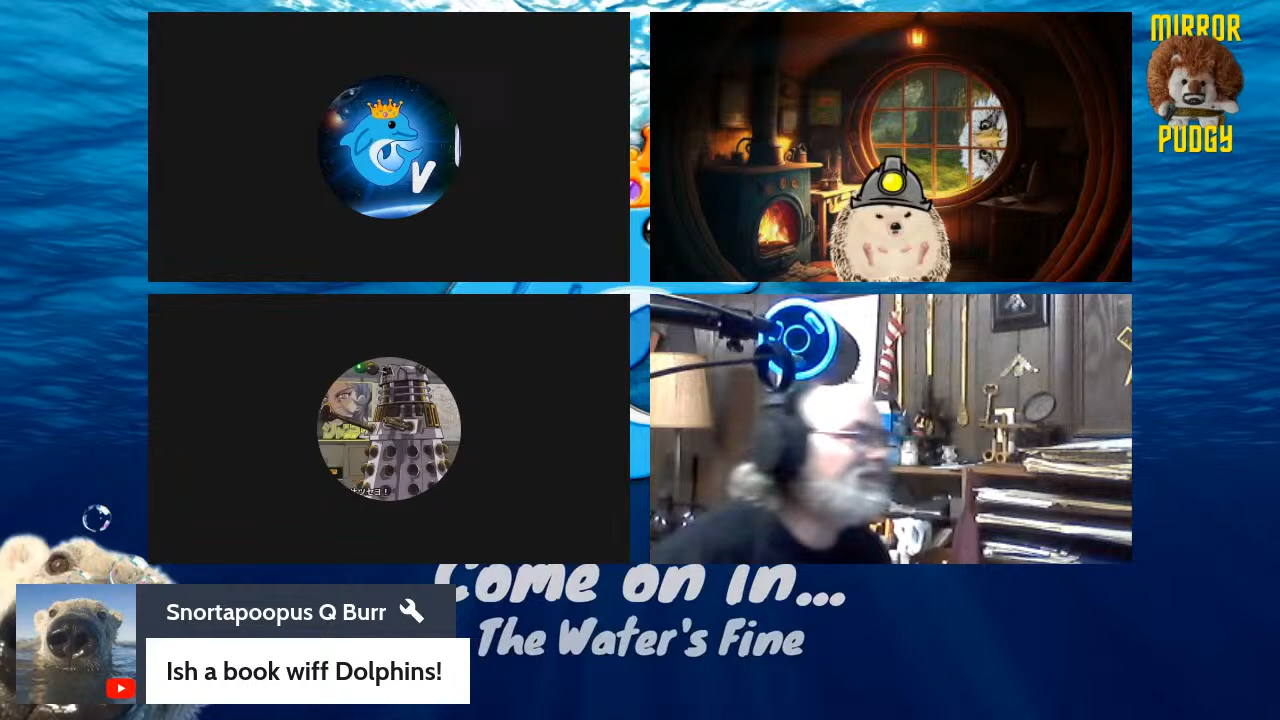 MIRROR
PUDGY
V
Come on in...
The Water's Fine
Snortapoopus Q Burr
Ish a book wiff Dolphins!